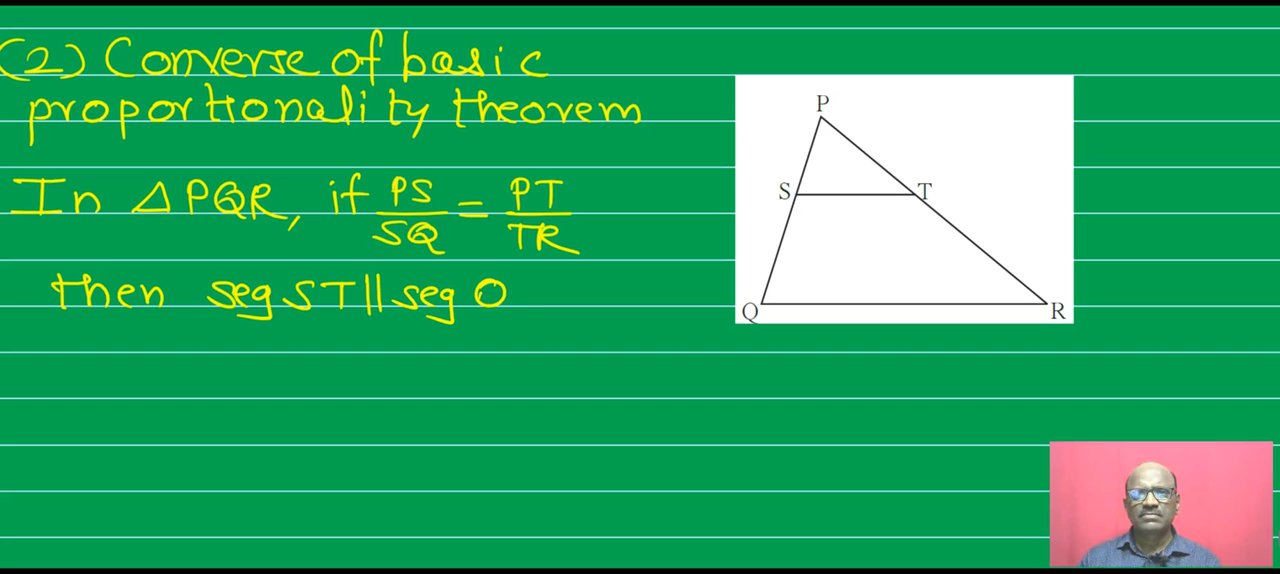 (2) Converse of basic
proportionality theorem
In △PQR, if PS/SQ = PT/TR
then seg ST || seg Q
P
S T
Q R